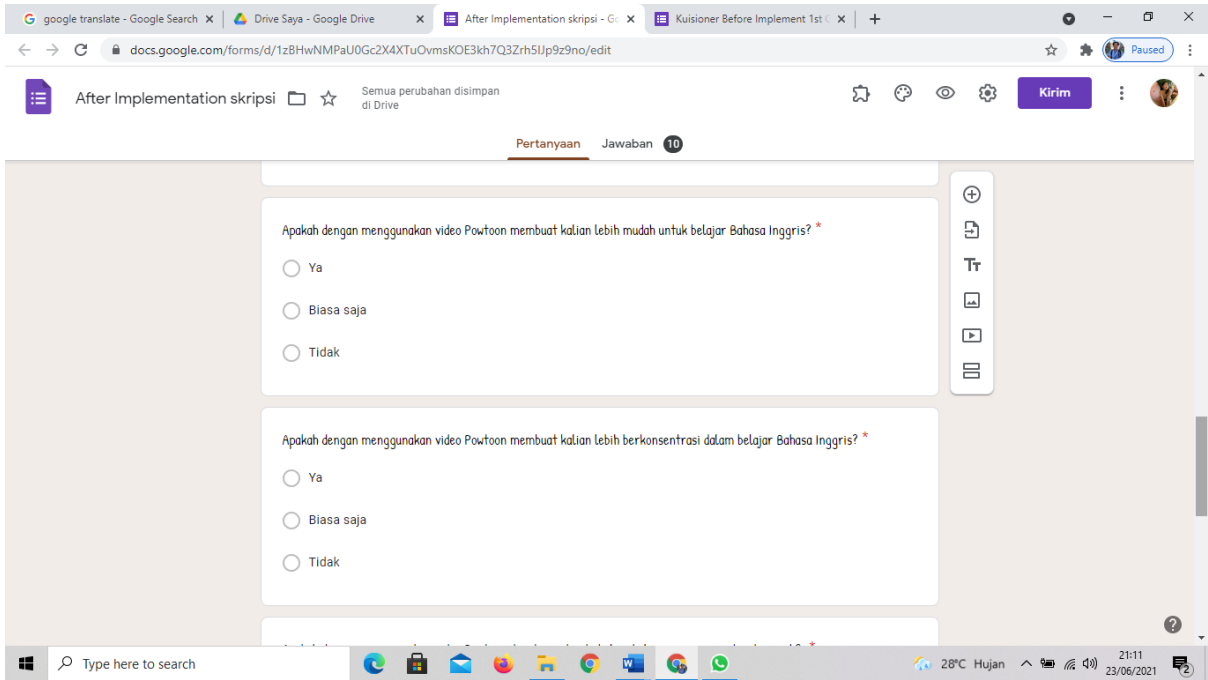 google translate - Google Search
Drive Saya - Google Drive
After Implementation skripsi - Go
Kuisioner Before Implement 1st
docs.google.com/forms/d/1zBHwNMPaU0Gc2X4XTuOvmsKOE3kh7Q3Zrh5IJp9z9no/edit
Paused
After Implementation skripsi
Semua perubahan disimpan
di Drive
Kirim
Pertanyaan
Jawaban 10
Apakah dengan menggunakan video Powtoon membuat kalian lebih mudah untuk belajar Bahasa Inggris? *
Ya
Biasa saja
Tidak
Apakah dengan menggunakan video Powtoon membuat kalian lebih berkonsentrasi dalam belajar Bahasa Inggris? *
Ya
Biasa saja
Tidak
Type here to search
28°C Hujan
21:11
23/06/2021
2